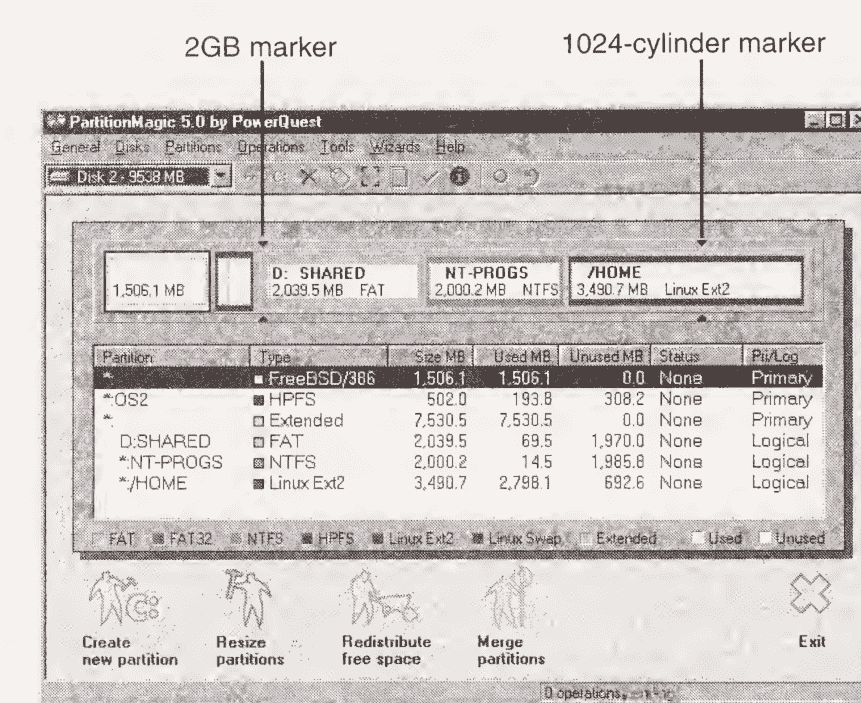 2GB marker
1024-cylinder marker
PartitionMagic 5.0 by PowerQuest
General Disks Partitions Operations Tools Wizards Help
Disk 2 - 9538 MB
1,506.1 MB
D: SHARED
2,039.5 MB FAT
NT-PROGS
2,000.2 MB NTFS
/HOME
3,490.7 MB Linux Ext2
Partition Type Size MB Used MB Unused MB Status Pri/Log
*: FreeBSD/386 1,506.1 1,506.1 0.0 None Primary
*:OS2 HPFS 502.0 193.8 308.2 None Primary
*: Extended 7,530.5 7,530.5 0.0 None Primary
D:SHARED FAT 2,039.5 69.5 1,970.0 None Logical
*:NT-PROGS NTFS 2,000.2 14.5 1,985.8 None Logical
*:/HOME Linux Ext2 3,490.7 2,798.1 692.6 None Logical
FAT FAT32 NTFS HPFS Linux Ext2 Linux Swap Extended Used Unused
C:
Create
new partition
Resize
partitions
Redistribute
free space
Merge
partitions
Exit
0 operations